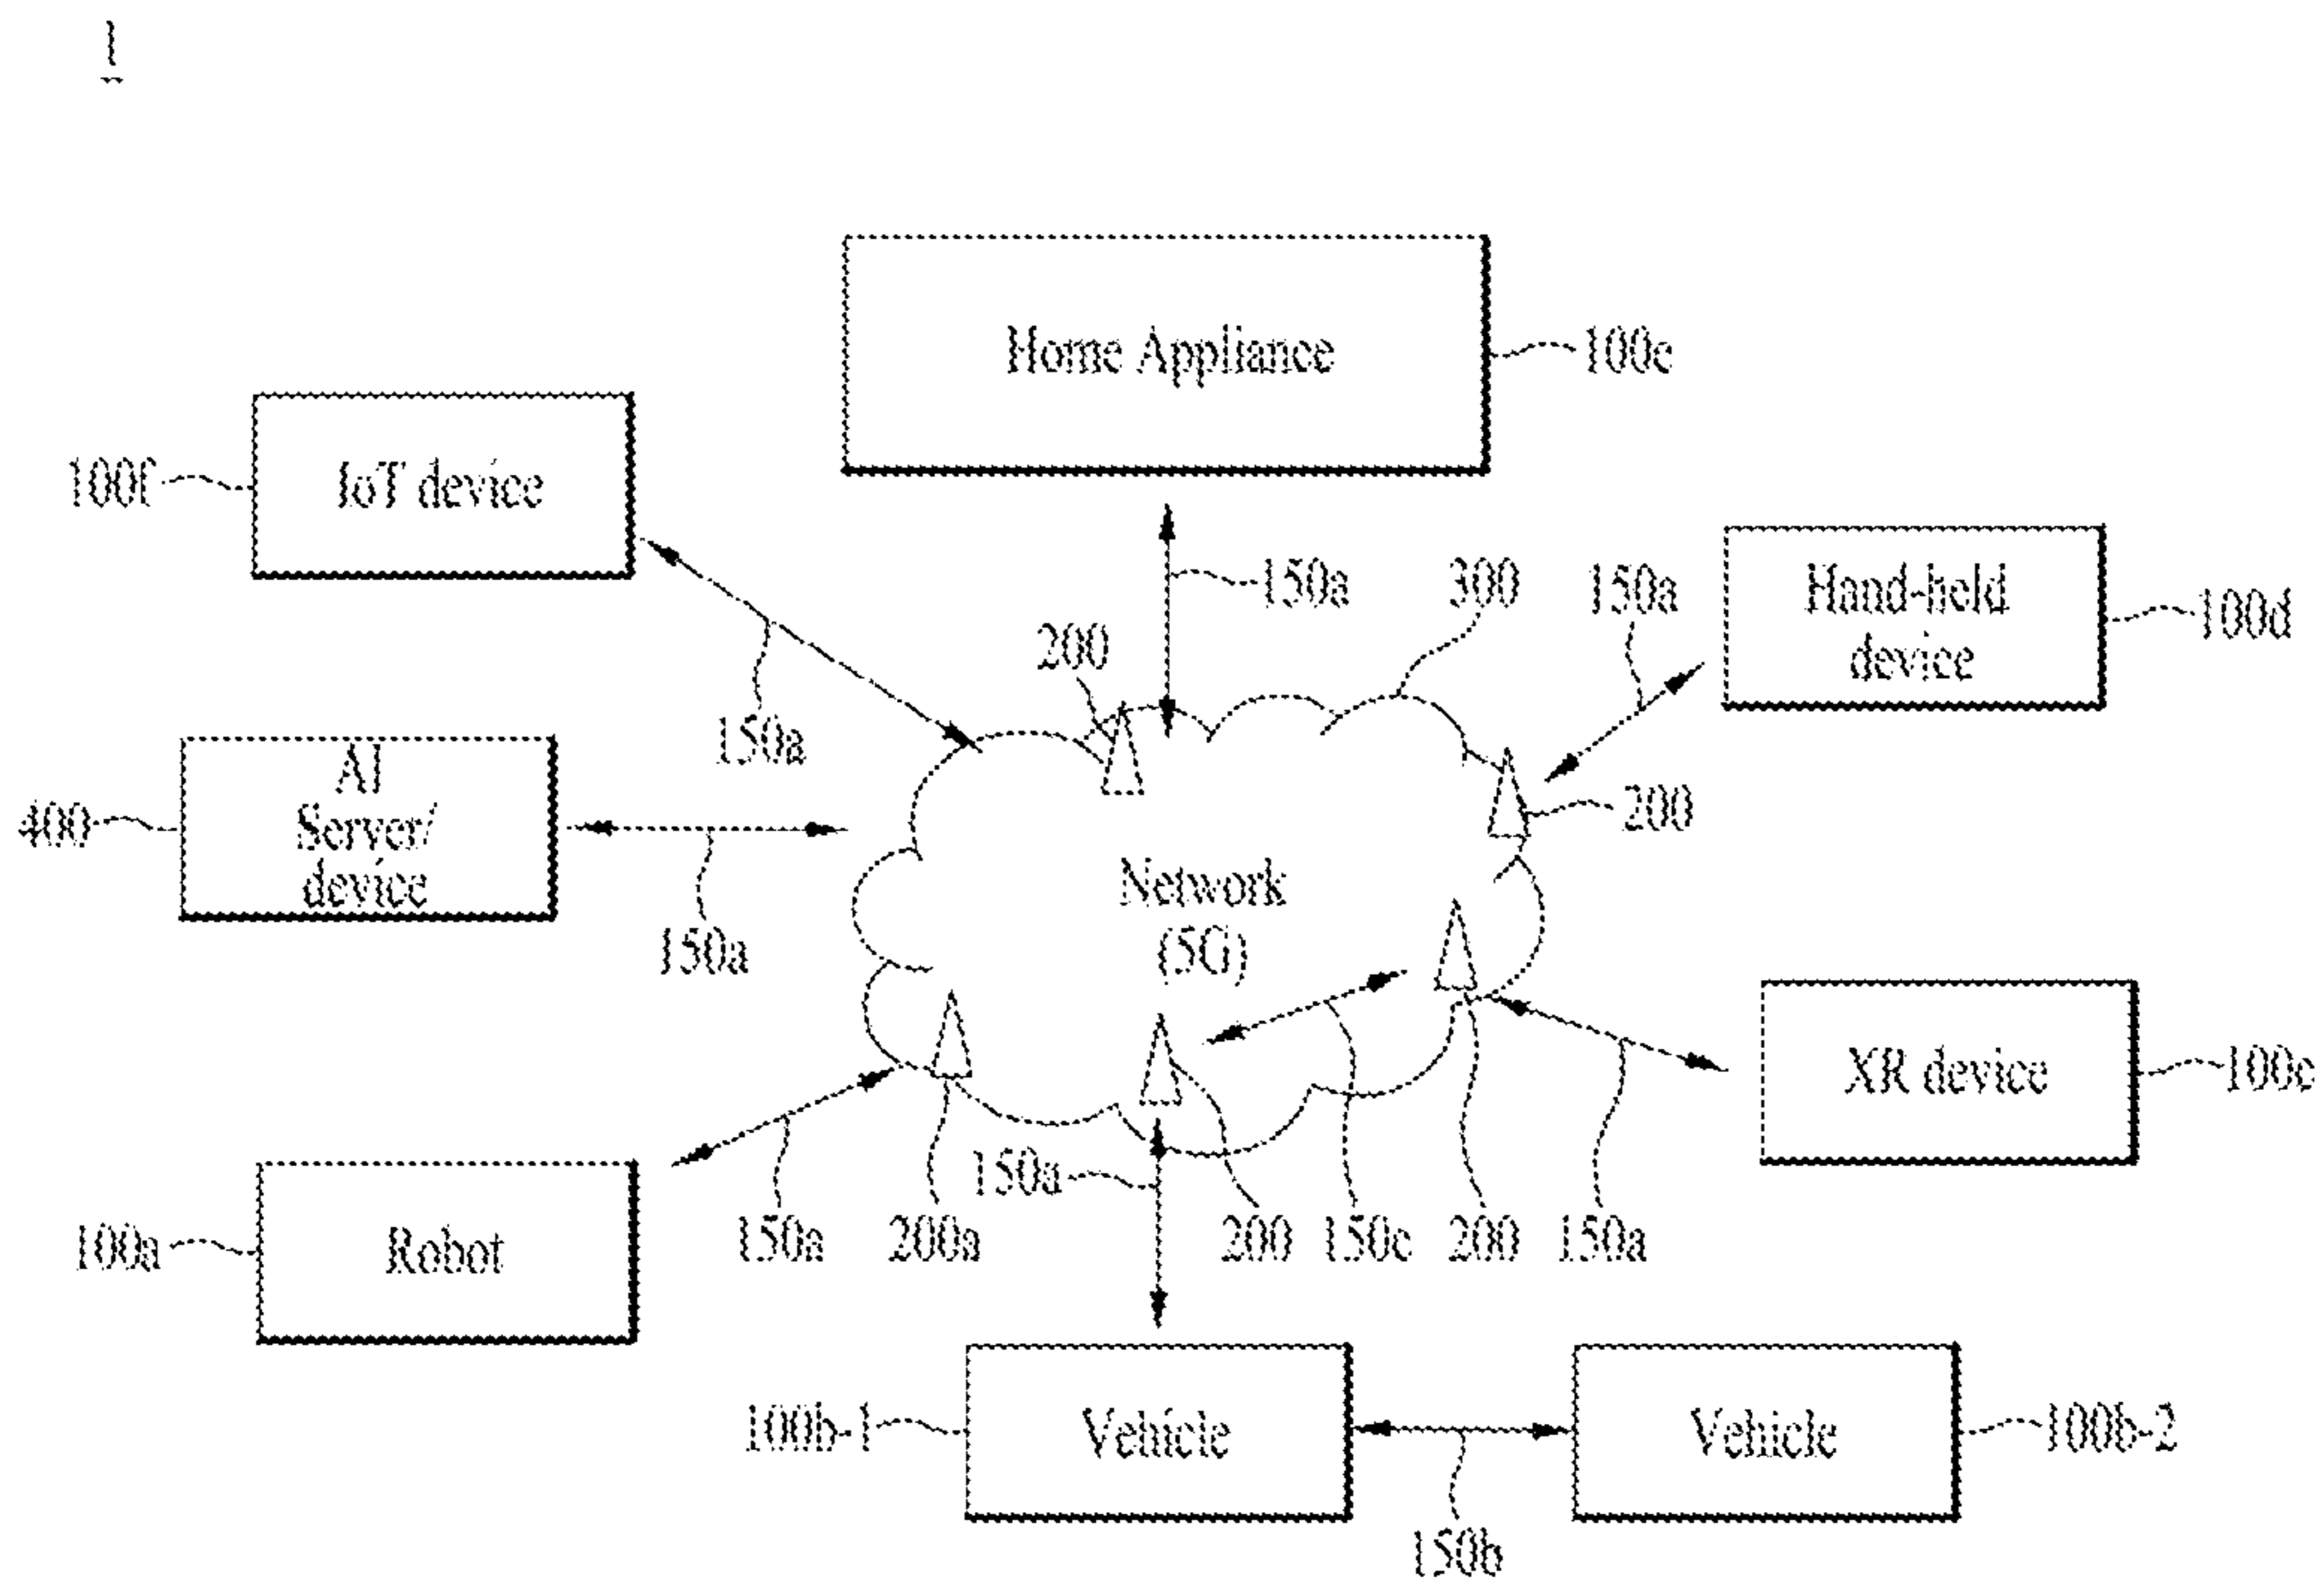 1
Home Appliance
100e
IoT device
100f
150a
300
150a
Hand-held
device
100d
200
150a
AI
Server/
device
400
200
Network
(5G)
150a
XR device
100c
150a
Robot
100a
150a
200a
200
150c
200
150a
100b-1
Vehicle
Vehicle
100b-2
150b